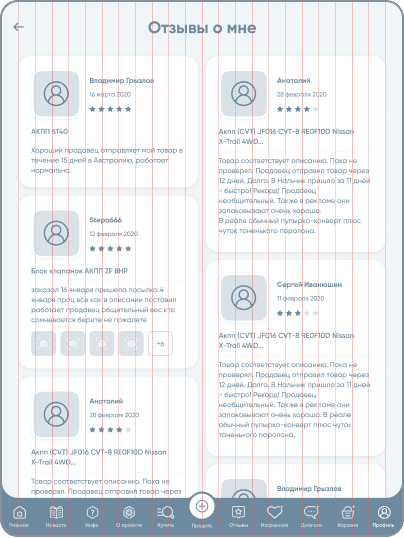 Отзывы о мне
Владимир Грызлов
16 марта 2020
АКПП 6Т40
Хороший продавец отправляет мой товар в
течение 15 дней в Австралию, работает
нормально.
Stepa666
12 февраля 2020
Блок клапанов АКПП ZF 8HP
заказал 16 января пришела посылка 4
января проц все как в описании поставил
работает продавец общительный вес кто
сомневается берите не пожалете
+6
Анатолий
28 февраля 2020
Акпп (CVT) JF016 CVT-8 RE0F10D Nissan
X-Trail 4WD...
Товар соответствует описанию. Пока не
проверял. Продавец отправил товар через
Анатолий
28 февраля 2020
Акпп (CVT) JF016 CVT-8 RE0F10D Nissan
X-Trail 4WD...
Товар соответствует описанию. Пока не
проверял. Продавец отправил товар через
12 дней. Долго. В Нальчик пришло за 11 дней
- быстро! Рекорд! Продавец
необщительный. Также в рекламе они
запаковывают очень хорошо.
В реале обычный пупырко-конверт плюс
чуток тоненького поролона.
Сергей Иванюшин
11 февраля 2020
Акпп (CVT) JF016 CVT-8 RE0F10D Nissan
X-Trail 4WD...
Товар соответствует описанию. Пока не
проверял. Продавец отправил товар через
12 дней. Долго. В Нальчик пришло за 11 дней
- быстро! Рекорд! Продавец
необщительный. Также в рекламе они
запаковывают очень хорошо. В реале
обычный пупырко-конверт плюс чуток
тоненького поролона.
Владимир Грызлов
Главное
Новости
Инфо
О проекте
Купить
Продать
Отзывы
Избранное
Диалоги
Корзина
Профиль